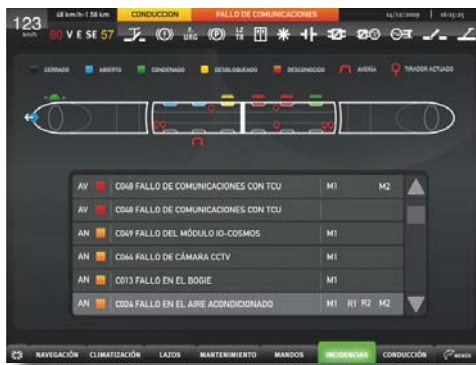 48 km/h-1.58 km CONDUCCION FALLO DE COMUNICACIONES 14/12/2009 16:25:25
123 km/h 80 V E SE 57 F. URG LZ TR
CERRADO ABIERTO CONDENADO DESBLOQUEADO DESCONOCIDO AVERÍA TIRADOR ACTUADO
AV C048 FALLO DE COMUNICACIONES CON TCU M1 M2
AV C048 FALLO DE COMUNICACIONES CON TCU
AN C049 FALLO DEL MÓDULO IO-COSMOS M1
AN C064 FALLO DE CÁMARA CCTV M1
AN C013 FALLO EN EL BOGIE M1
AN C024 FALLO EN EL AIRE ACONDICIONADO M1 R1 R2 M2
NAVEGACIÓN CLIMATIZACIÓN LAZOS MANTENIMIENTO MANDOS INCIDENCIAS CONDUCCIÓN MENUS